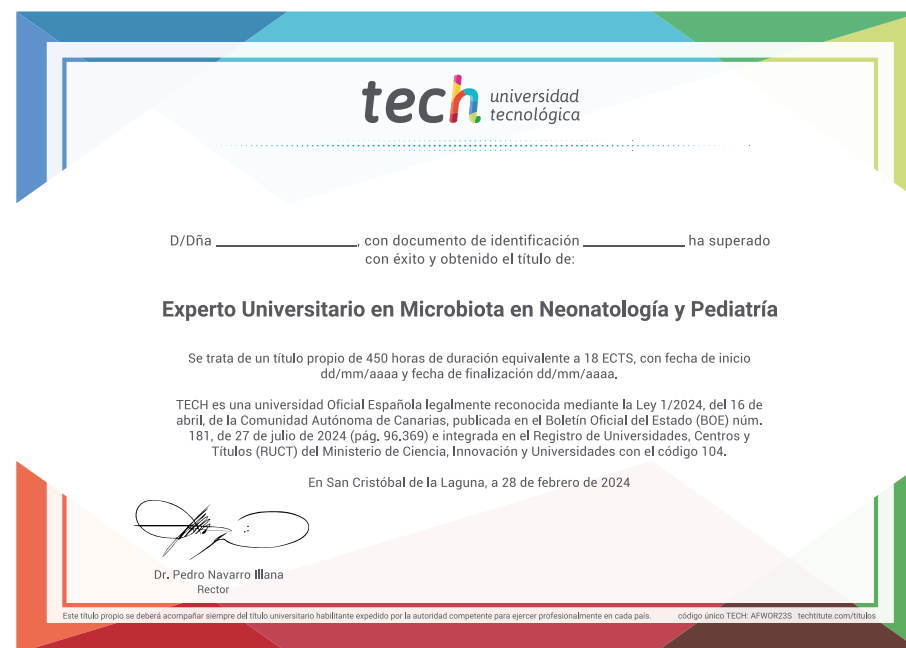 tech universidad
tecnológica
D/Dña ____________, con documento de identificación ____________ ha superado
con éxito y obtenido el título de:
Experto Universitario en Microbiota en Neonatología y Pediatría
Se trata de un título propio de 450 horas de duración equivalente a 18 ECTS, con fecha de inicio
dd/mm/aaaa y fecha de finalización dd/mm/aaaa.
TECH es una universidad Oficial Española legalmente reconocida mediante la Ley 1/2024, del 16 de
abril, de la Comunidad Autónoma de Canarias, publicada en el Boletín Oficial del Estado (BOE) núm.
181, de 27 de julio de 2024 (pág. 96.369) e integrada en el Registro de Universidades, Centros y
Títulos (RUCT) del Ministerio de Ciencia, Innovación y Universidades con el código 104.
En San Cristóbal de la Laguna, a 28 de febrero de 2024
Dr. Pedro Navarro Illana
Rector
Este título propio se deberá acompañar siempre del título universitario habilitante expedido por la autoridad competente para ejercer profesionalmente en cada país. código único TECH: AFWOR23S techtitute.com/titulos